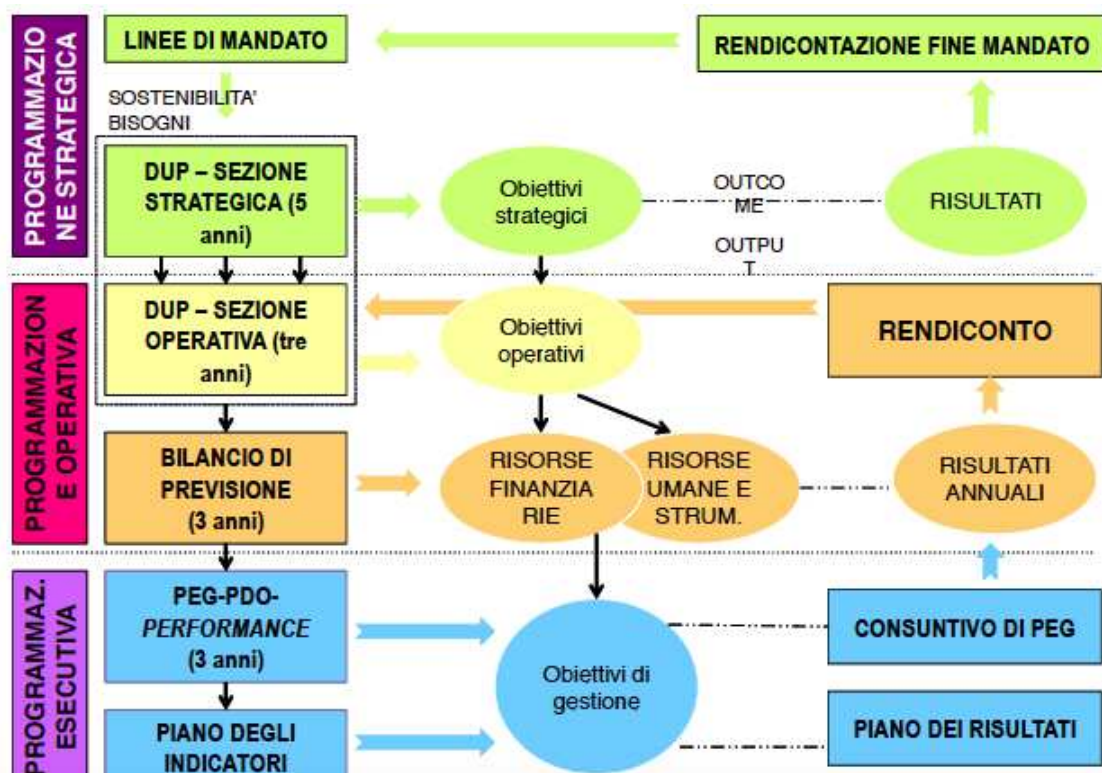 PROGRAMMAZIO
NE STRATEGICA
LINEE DI MANDATO
RENDICONTAZIONE FINE MANDATO
SOSTENIBILITA'
BISOGNI
DUP – SEZIONE
STRATEGICA (5
anni)
Obiettivi
strategici
OUTCO
ME
OUTPU
T
RISULTATI
PROGRAMMAZION
E OPERATIVA
DUP – SEZIONE
OPERATIVA (tre
anni)
Obiettivi
operativi
RENDICONTO
BILANCIO DI
PREVISIONE
(3 anni)
RISORSE
FINANZIA
RIE
RISORSE
UMANE E
STRUM.
RISULTATI
ANNUALI
PROGRAMMAZ.
ESECUTIVA
PEG-PDO-
PERFORMANCE
(3 anni)
Obiettivi di
gestione
CONSUNTIVO DI PEG
PIANO DEGLI
INDICATORI
PIANO DEI RISULTATI